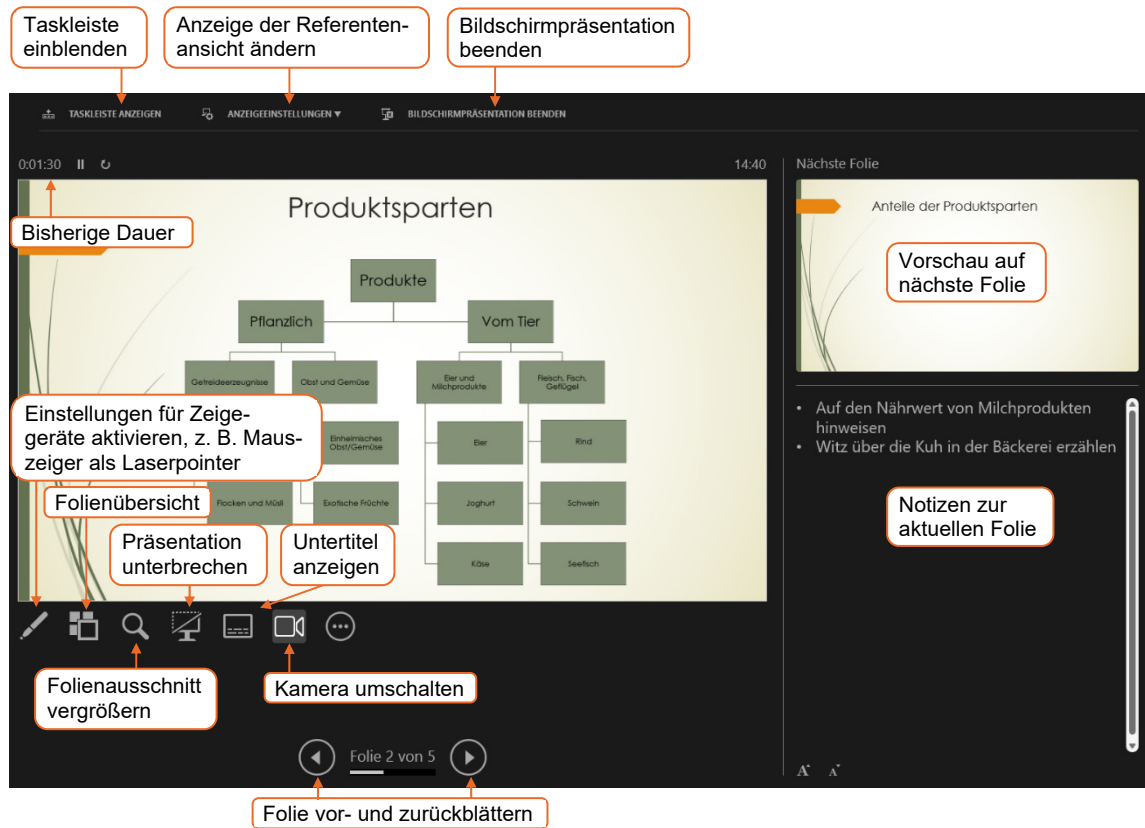 Taskleiste
einblenden
Anzeige der Referenten-
ansicht ändern
Bildschirmpräsentation
beenden
TASKLEISTE ANZEIGEN
ANZEIGEEINSTELLUNGEN ▼
BILDSCHIRMPRÄSENTATION BEENDEN
0:01:30
14:40
Nächste Folie
Produktsparten
Bisherige Dauer
Anteile der Produktsparten
Vorschau auf
nächste Folie
Produkte
Pflanzlich
Vom Tier
Getreideerzeugnisse
Obst und Gemüse
Eier und
Milchprodukte
Fleisch, Fisch,
Geflügel
Einstellungen für Zeige-
geräte aktivieren, z. B. Maus-
zeiger als Laserpointer
Einheimisches
Obst/Gemüse
Eier
Rind
• Auf den Nährwert von Milchprodukten
hinweisen
• Witz über die Kuh in der Bäckerei erzählen
Folienübersicht
Flocken und Müsli
Exotische Früchte
Joghurt
Schwein
Notizen zur
aktuellen Folie
Präsentation
unterbrechen
Untertitel
anzeigen
Käse
Seefisch
Folienausschnitt
vergrößern
Kamera umschalten
Folie 2 von 5
A A
Folie vor- und zurückblättern